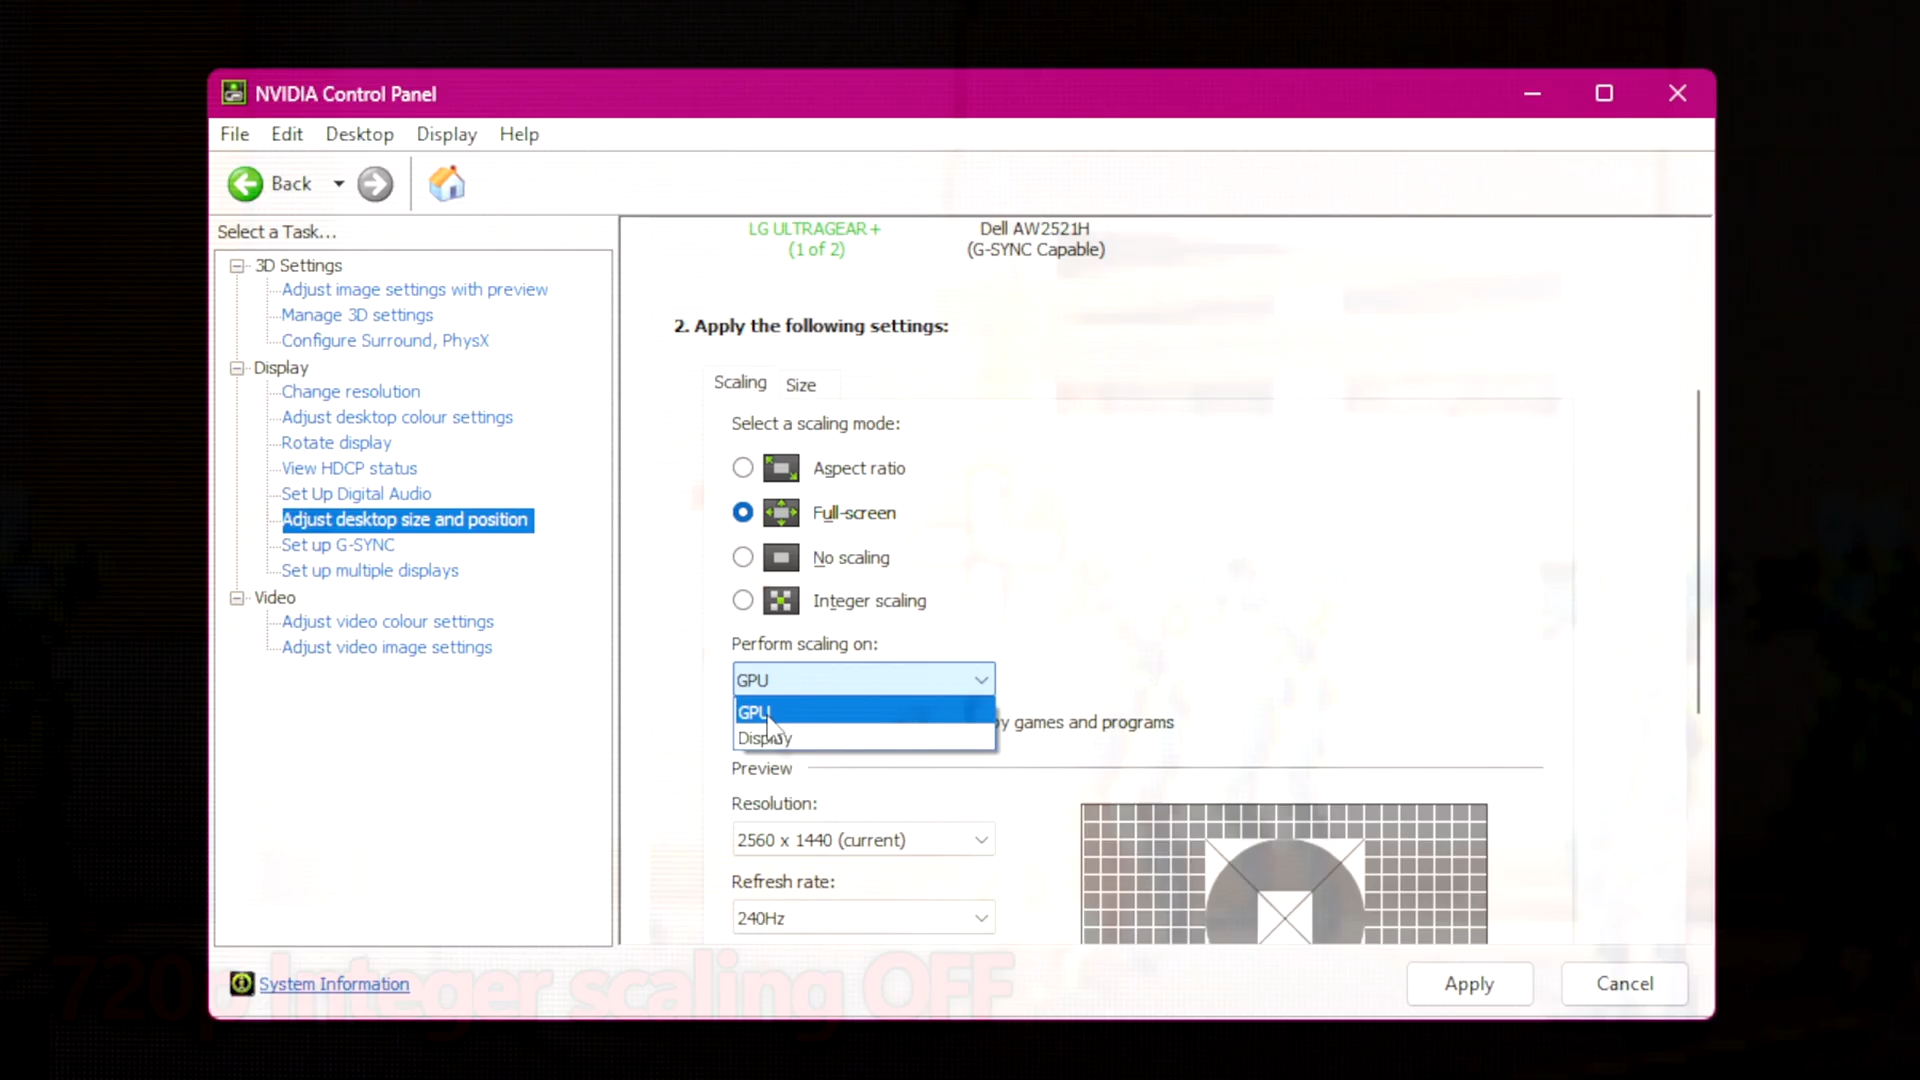 NVIDIA Control Panel
File Edit Desktop Display Help
Back
Select a Task...
3D Settings
Adjust image settings with preview
Manage 3D settings
Configure Surround, PhysX
Display
Change resolution
Adjust desktop colour settings
Rotate display
View HDCP status
Set Up Digital Audio
Adjust desktop size and position
Set up G-SYNC
Set up multiple displays
Video
Adjust video colour settings
Adjust video image settings
System Information
LG ULTRAGEAR+
(1 of 2)
Dell AW2521H
(G-SYNC Capable)
2. Apply the following settings:
Scaling Size
Select a scaling mode:
Aspect ratio
Full-screen
No scaling
Integer scaling
Perform scaling on:
GPU
GPU
Display
by games and programs
Preview
Resolution:
2560 x 1440 (current)
Refresh rate:
240Hz
Apply Cancel
720p Integer scaling OFF